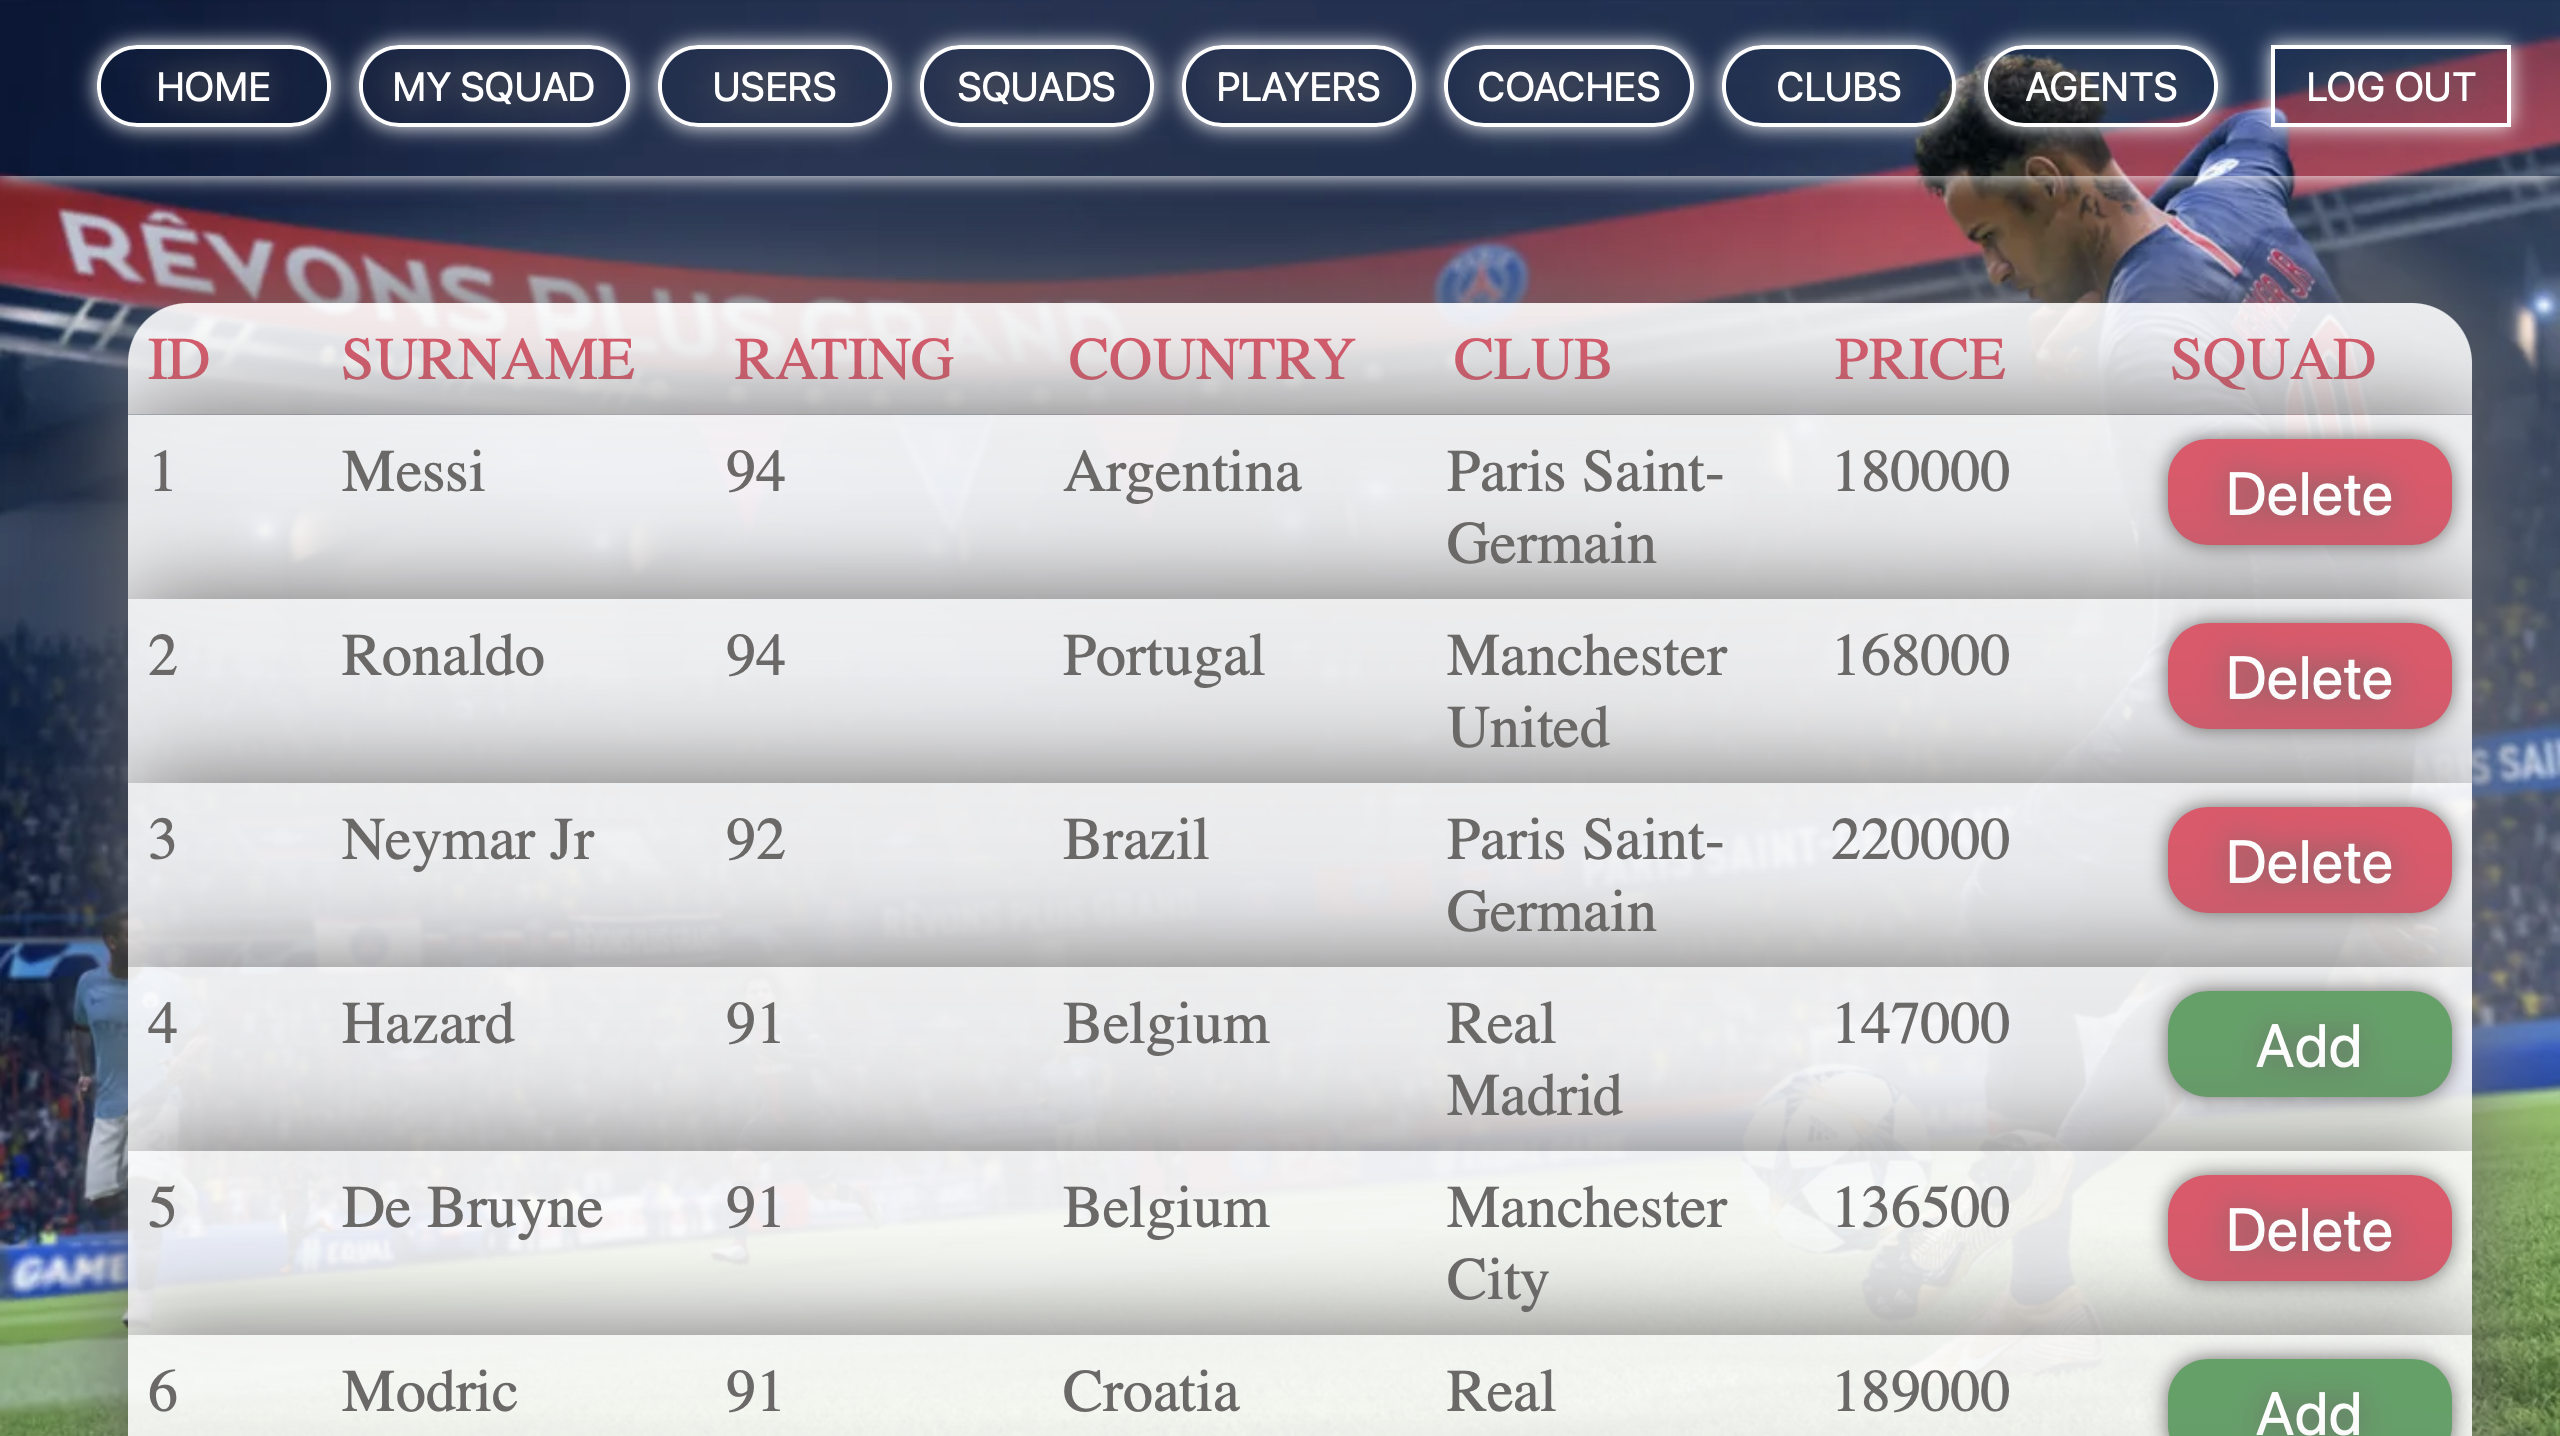 HOME MY SQUAD USERS SQUADS PLAYERS COACHES CLUBS AGENTS LOG OUT
RÊVONS PLUS GRAND
ID SURNAME RATING COUNTRY CLUB PRICE SQUAD
1 Messi 94 Argentina Paris Saint- 180000 Delete
Germain
2 Ronaldo 94 Portugal Manchester 168000 Delete
United
3 Neymar Jr 92 Brazil Paris Saint- 220000 Delete
Germain
4 Hazard 91 Belgium Real 147000 Add
Madrid
5 De Bruyne 91 Belgium Manchester 136500 Delete
City
6 Modric 91 Croatia Real 189000 Add